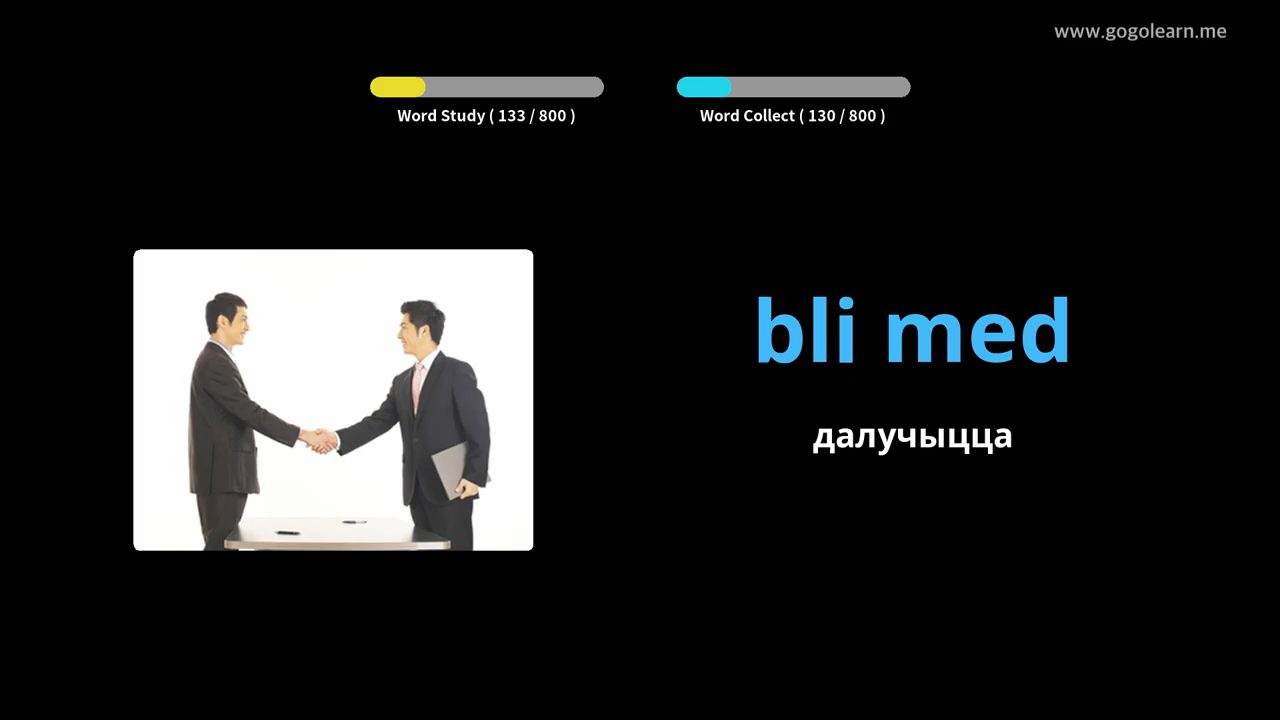 www.gogolearn.me
Word Study ( 133 / 800 )
Word Collect ( 130 / 800 )
bli med
далучыцца